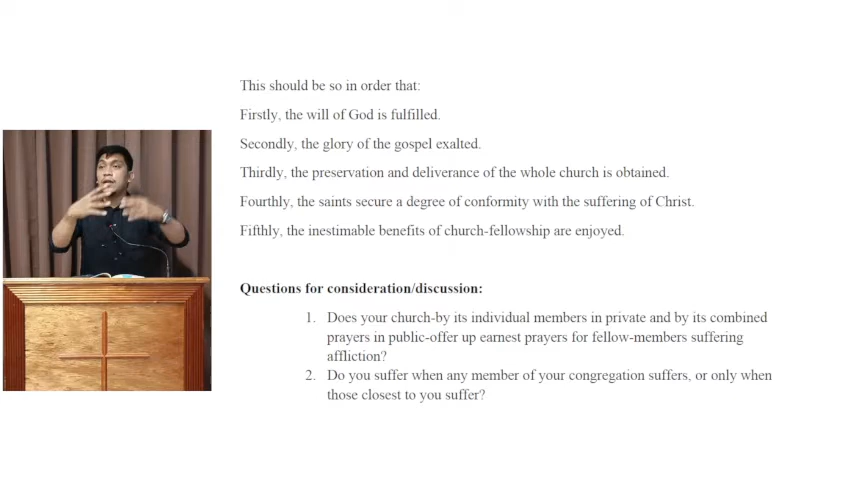 This should be so in order that:
Firstly, the will of God is fulfilled.
Secondly, the glory of the gospel exalted.
Thirdly, the preservation and deliverance of the whole church is obtained.
Fourthly, the saints secure a degree of conformity with the suffering of Christ.
Fifthly, the inestimable benefits of church-fellowship are enjoyed.
Questions for consideration/discussion:
1. Does your church-by its individual members in private and by its combined
prayers in public-offer up earnest prayers for fellow-members suffering
affliction?
2. Do you suffer when any member of your congregation suffers, or only when
those closest to you suffer?